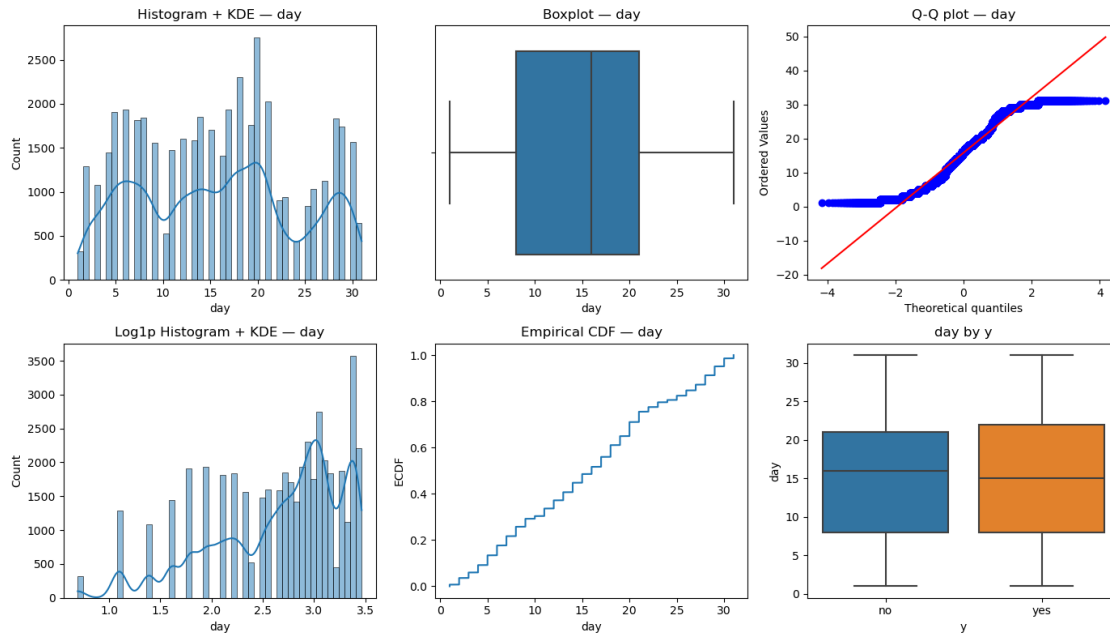 Histogram + KDE — day
Count
2500
2000
1500
1000
500
0
0 5 10 15 20 25 30
day
Boxplot — day
0 5 10 15 20 25 30
day
Q-Q plot — day
Ordered Values
50
40
30
20
10
0
−10
−20
−4 −2 0 2 4
Theoretical quantiles
Log1p Histogram + KDE — day
Count
3500
3000
2500
2000
1500
1000
500
0
1.0 1.5 2.0 2.5 3.0 3.5
day
Empirical CDF — day
ECDF
1.0
0.8
0.6
0.4
0.2
0.0
0 5 10 15 20 25 30
day
day by y
day
30
25
20
15
10
5
0
no yes
y